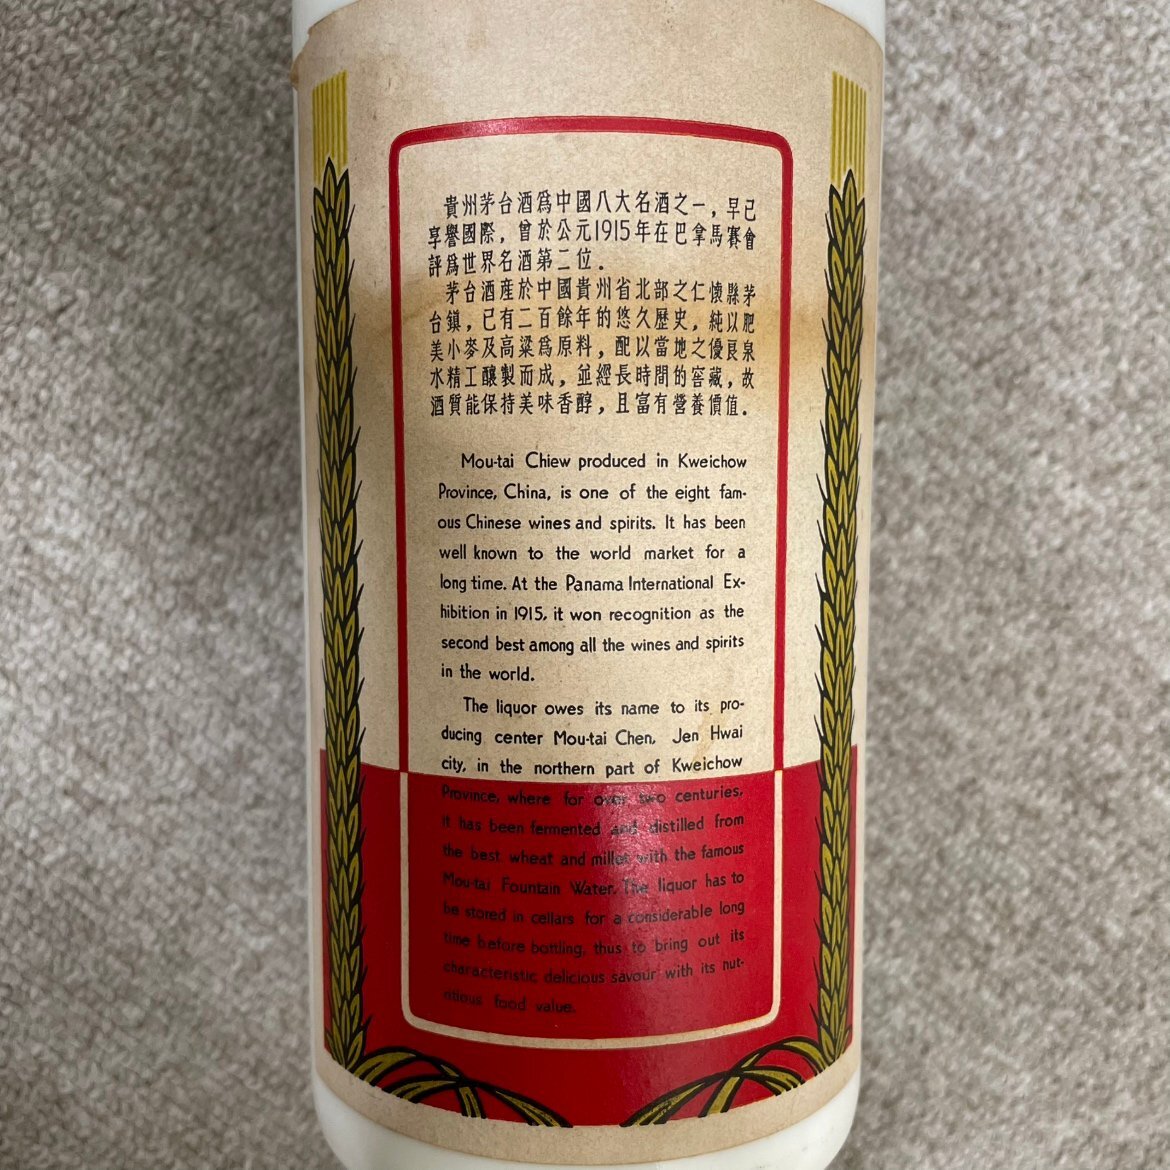 貴州茅台酒爲中國八大名酒之一，早已
享譽國際，曾於公元1915年在巴拿馬賽會
評爲世界名酒第二位．
茅台酒産於中國貴州省北部之仁懷縣茅
台鎮，已有二百餘年的悠久歷史，純以肥
美小麥及高粱爲原料，配以當地之優良泉
水精工釀製而成，並經長時間的窖藏，故
酒質能保持美味香醇，且富有營養價值．
Mou-tai Chiew produced in Kweichow
Province, China, is one of the eight fam-
ous Chinese wines and spirits. It has been
well known to the world market for a
long time. At the Panama International Ex-
hibition in 1915, it won recognition as the
second best among all the wines and spirits
in the world.
The liquor owes its name to its pro-
ducing center Mou-tai Chen, Jen Hwai
city, in the northern part of Kweichow
Province, where for over two centuries,
it has been fermented and distilled from
the best wheat and millet with the famous
Mou-tai Fountain Water. The liquor has to
be stored in cellars for a considerable long
time before bottling, thus to bring out its
characteristic delicious savour with its nut-
ritious food value.